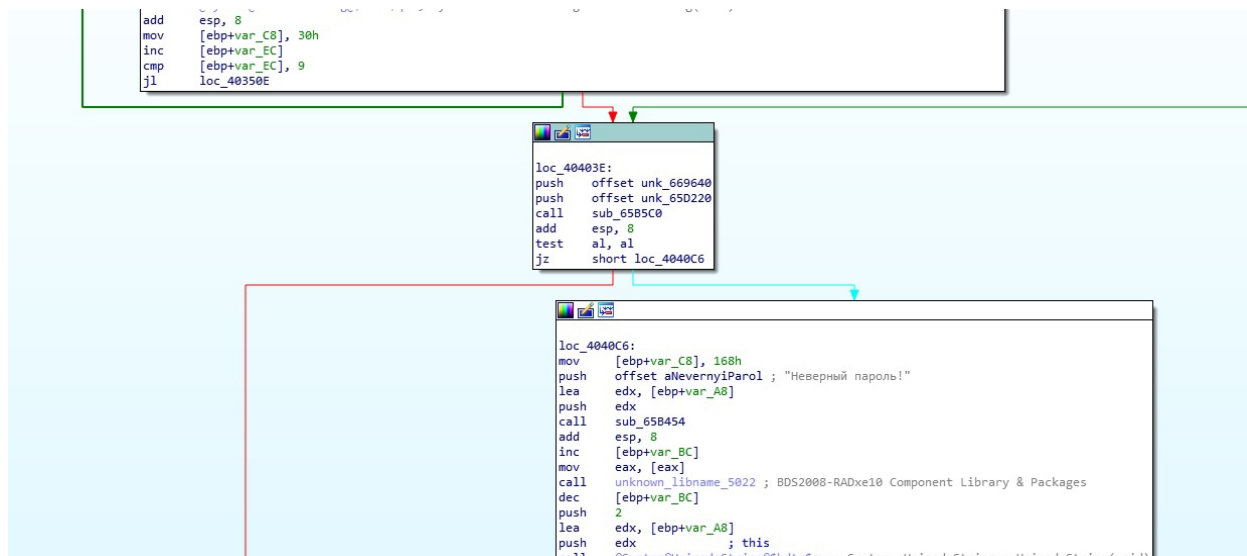 add esp, 8
mov [ebp+var_C8], 30h
inc [ebp+var_EC]
cmp [ebp+var_EC], 9
jl loc_40350E
loc_40403E:
push offset unk_669640
push offset unk_65D220
call sub_65B5C0
add esp, 8
test al, al
jz short loc_4040C6
loc_4040C6:
mov [ebp+var_C8], 168h
push offset aNevernyiParol ; "Неверный пароль!"
lea edx, [ebp+var_A8]
push edx
call sub_65B454
add esp, 8
inc [ebp+var_BC]
mov eax, [eax]
call unknown_libname_5022 ; BDS2008-RADxe10 Component Library & Packages
dec [ebp+var_BC]
push 2
lea edx, [ebp+var_A8]
push edx ; this